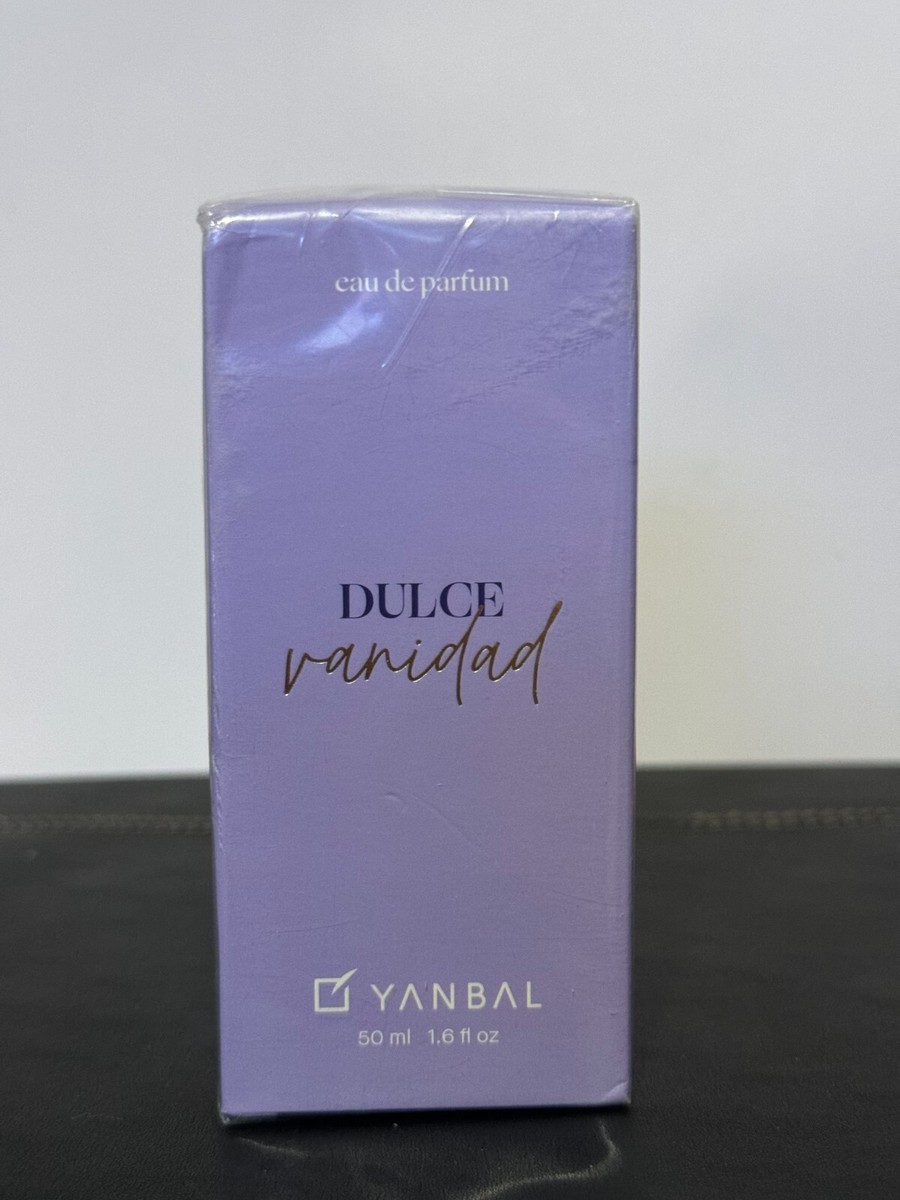 eau de parfum
DULCE
vanidad
YANBAL
50 ml 1.6 fl oz